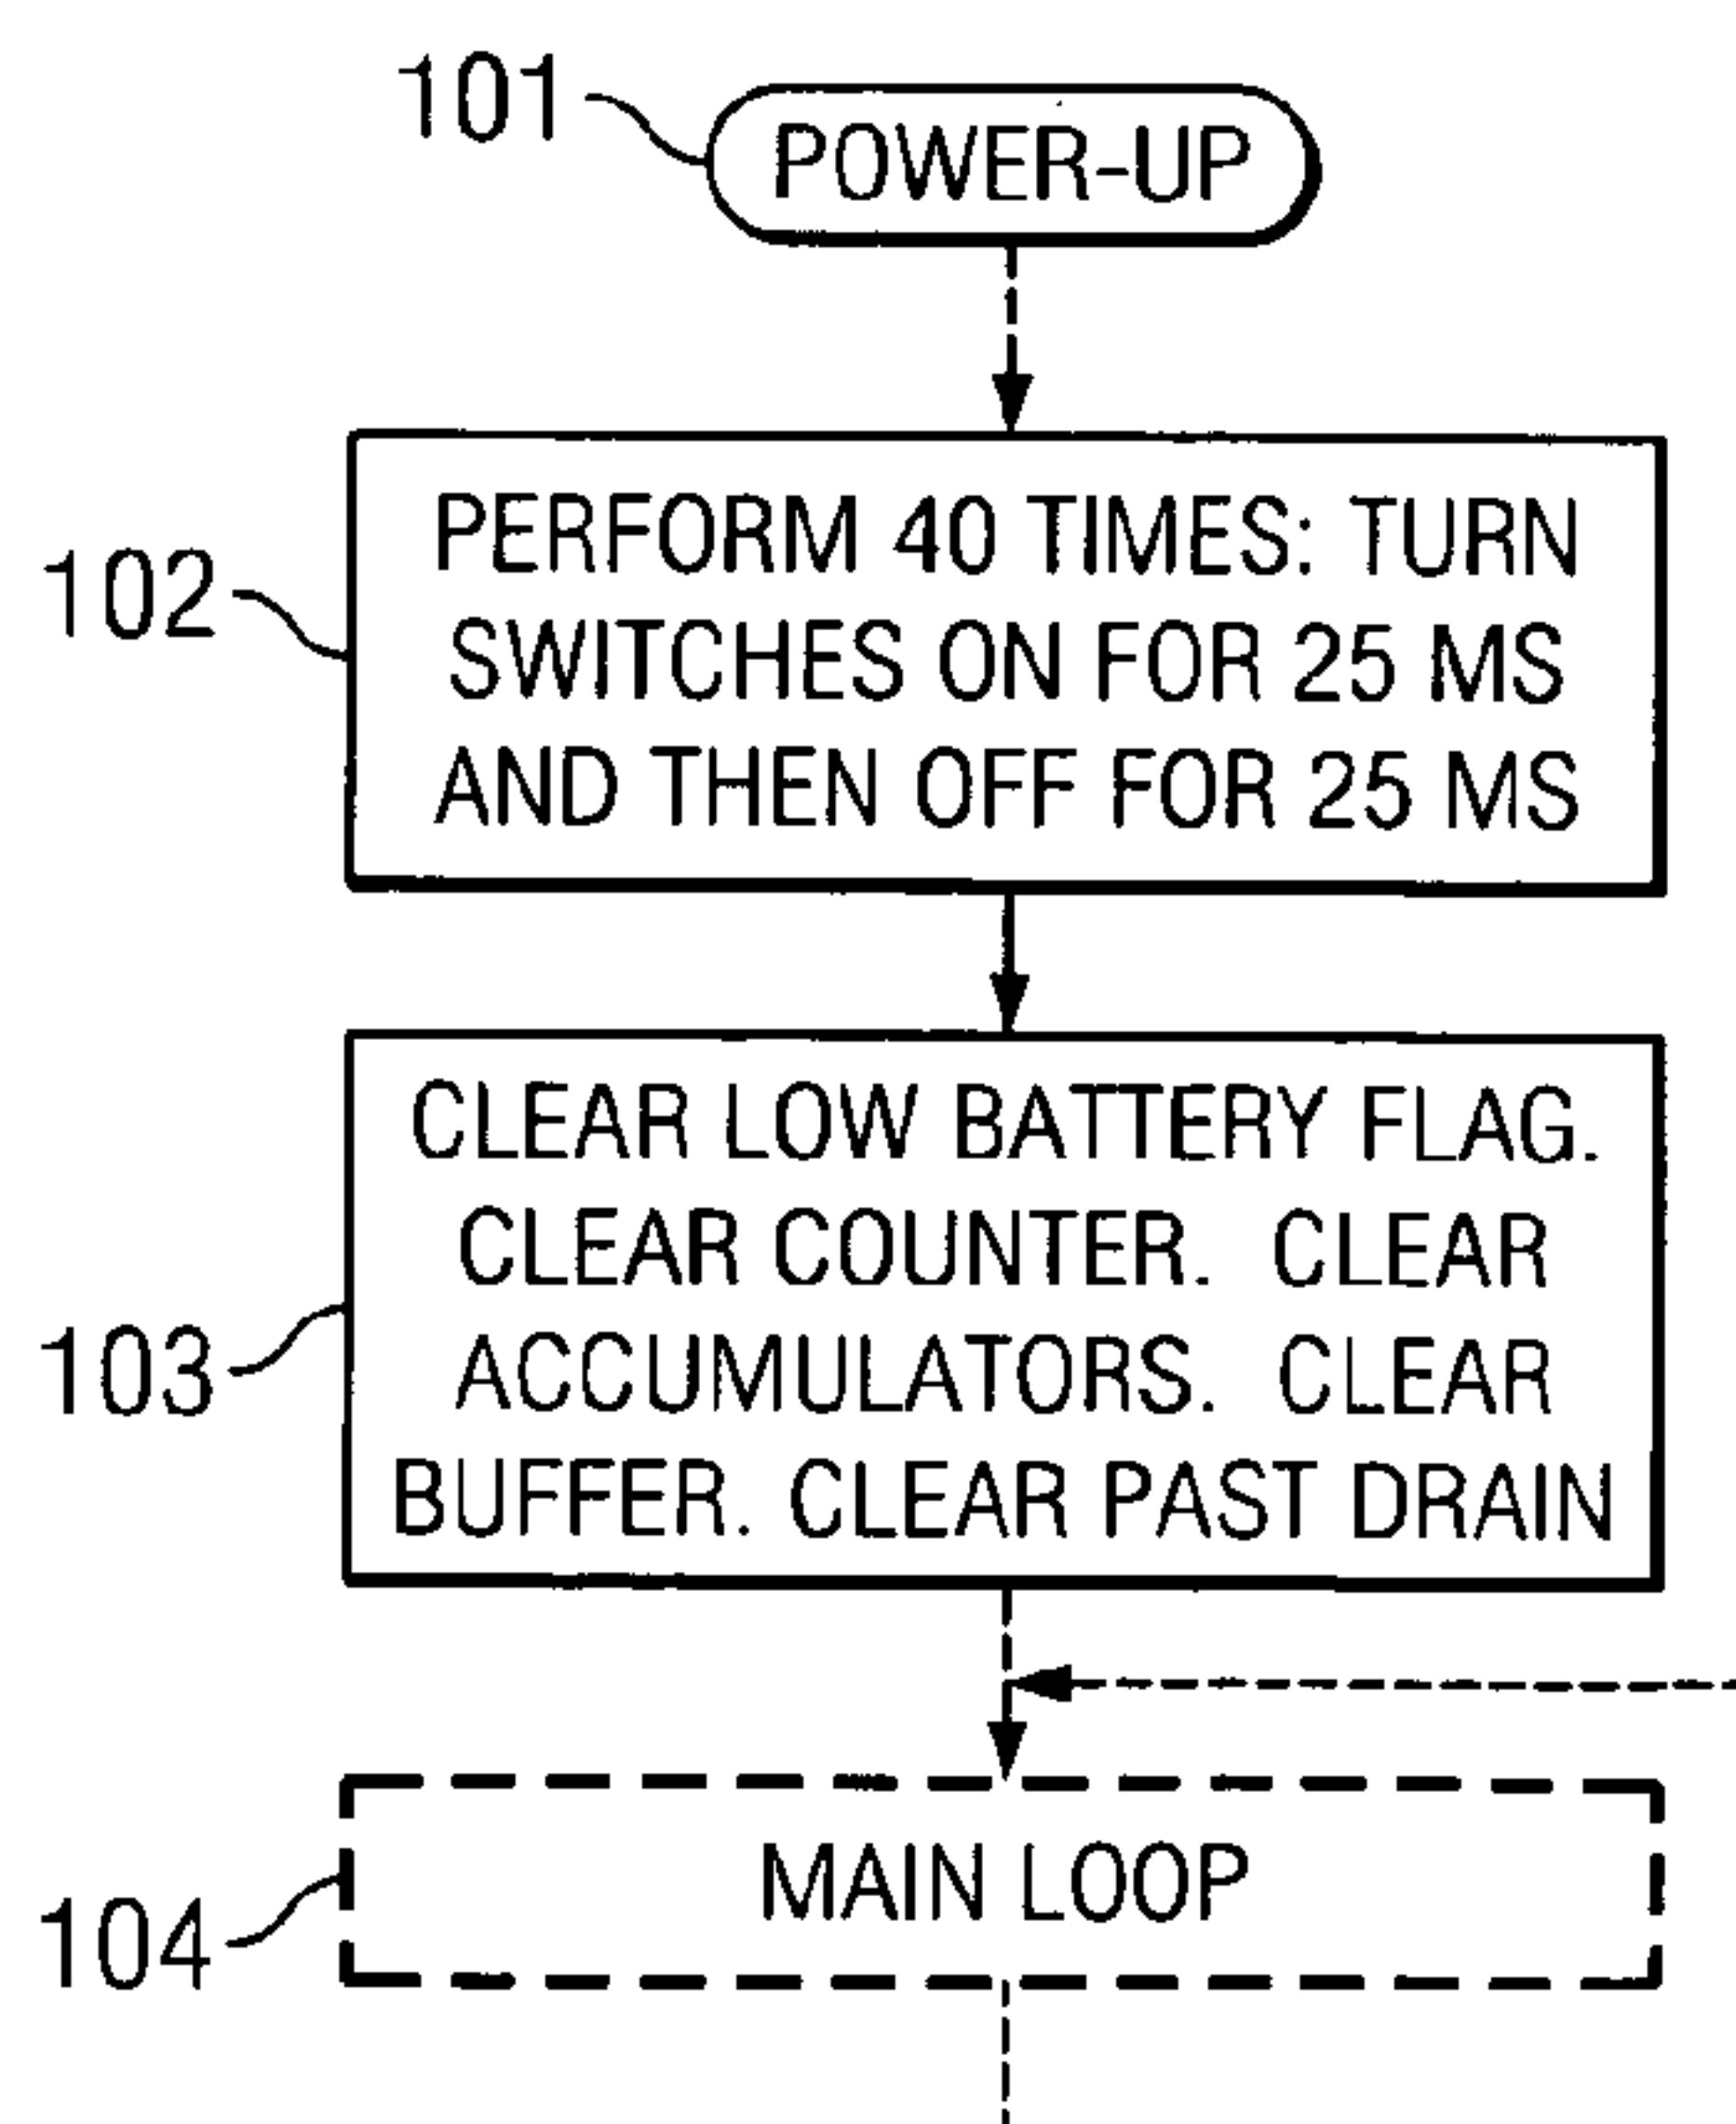 101
POWER-UP
102
PERFORM 40 TIMES: TURN
SWITCHES ON FOR 25 MS
AND THEN OFF FOR 25 MS
103
CLEAR LOW BATTERY FLAG.
CLEAR COUNTER. CLEAR
ACCUMULATORS. CLEAR
BUFFER. CLEAR PAST DRAIN
104
MAIN LOOP